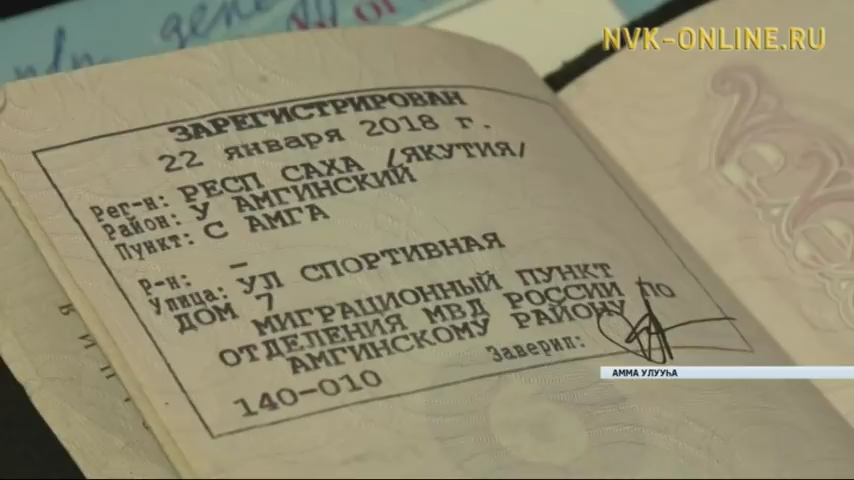 NVK-ONLINE.RU
ЗАРЕГИСТРИРОВАН
22 января 2018 г.
Рег-н: РЕСП САХА /ЯКУТИЯ/
Район: У АМГИНСКИЙ
Пункт: С АМГА
р-н: –
Улица: УЛ СПОРТИВНАЯ
ДОМ 7
МИГРАЦИОННЫЙ ПУНКТ
ОТДЕЛЕНИЯ МВД РОССИИ ПО
АМГИНСКОМУ РАЙОНУ
140-010 Заверил:
АММА УЛУУҺА